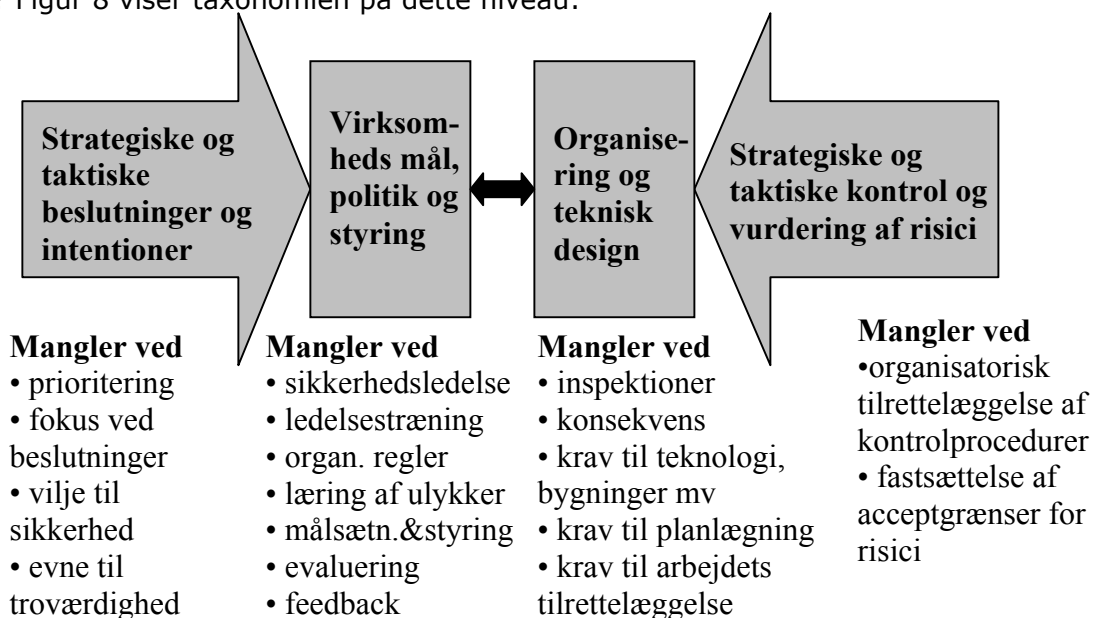 Figur 8 viser taxonomien på dette niveau:
Strategiske og
taktiske
beslutninger og
intentioner
Virksom-
heds mål,
politik og
styring
Organise-
ring og
teknisk
design
Strategiske og
taktiske kontrol og
vurdering af risici
Mangler ved
• prioritering
• fokus ved
beslutninger
• vilje til
sikkerhed
• evne til
troværdighed
Mangler ved
• sikkerhedsledelse
• ledelsestræning
• organ. regler
• læring af ulykker
• målsætn.&styring
• evaluering
• feedback
Mangler ved
• inspektioner
• konsekvens
• krav til teknologi,
bygninger mv
• krav til planlægning
• krav til arbejdets
tilrettelæggelse
Mangler ved
•organisatorisk
tilrettelæggelse af
kontrolprocedurer
• fastsættelse af
acceptgrænser for
risici